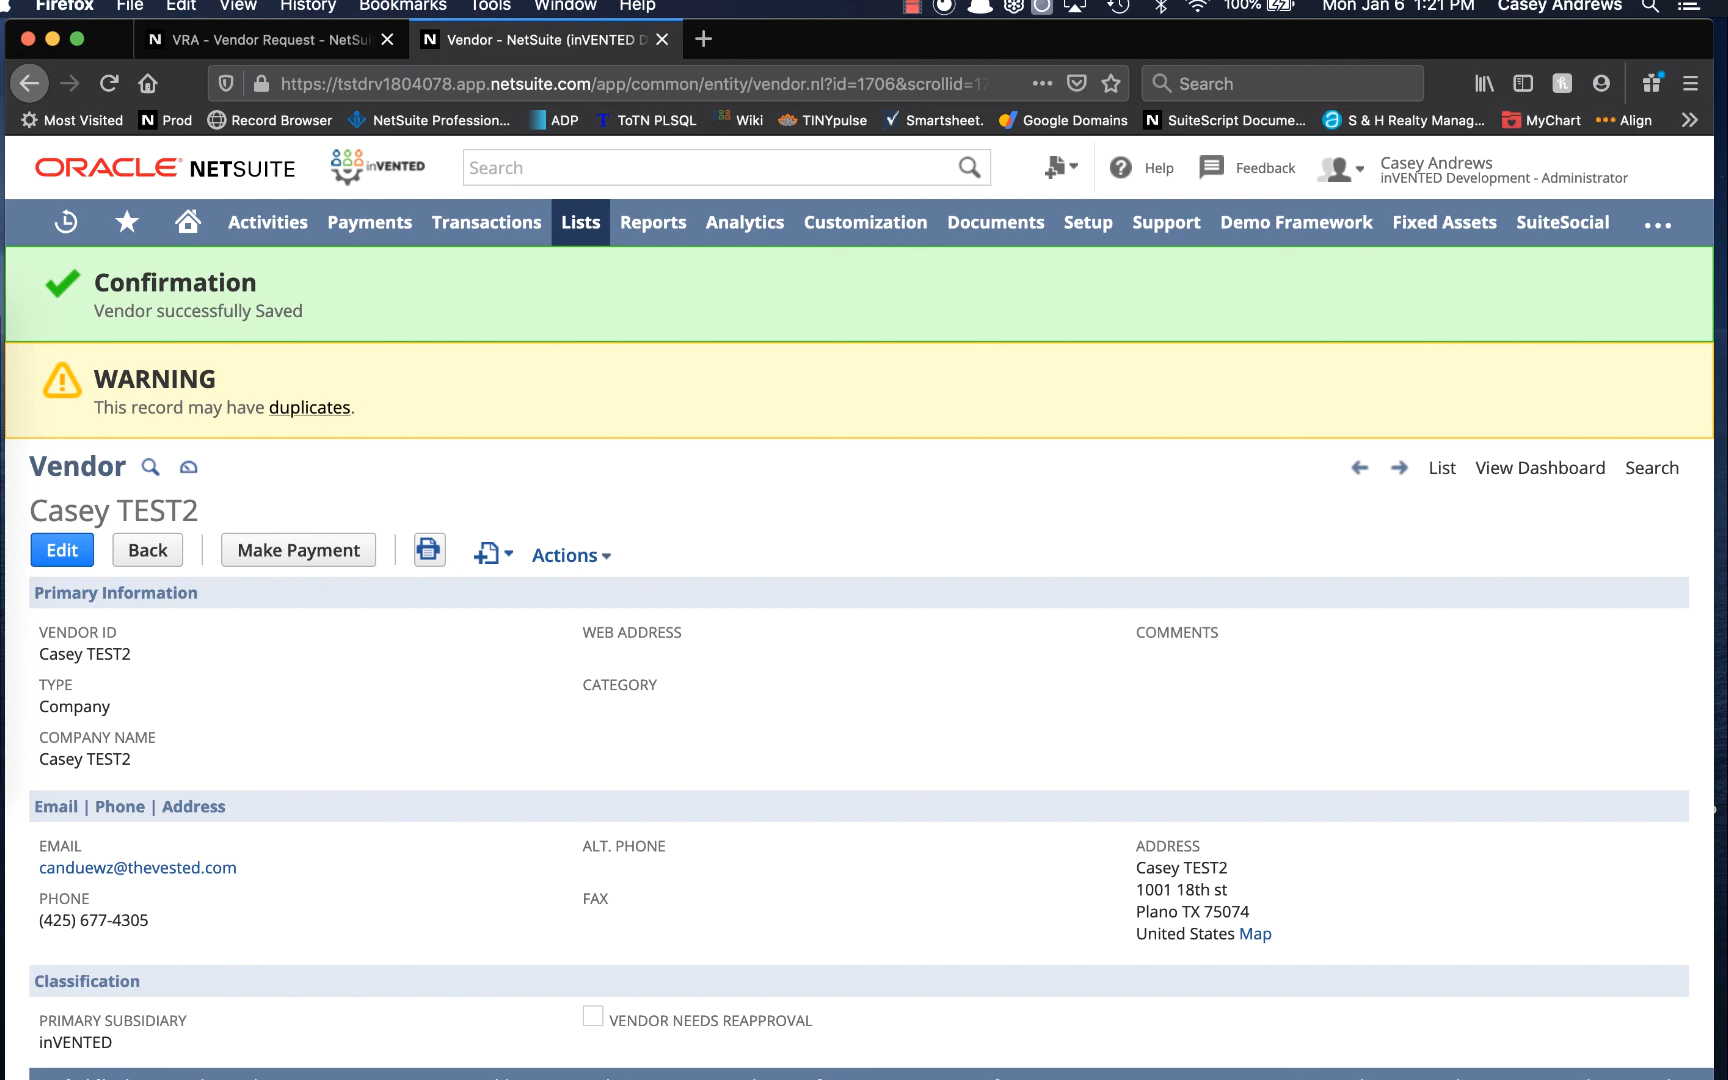 Firefox File Edit View History Bookmarks Tools Window Help 100% Mon Jan 6 1:21 PM Casey Andrews
VRA - Vendor Request - NetSui
Vendor - NetSuite (inVENTED D
https://tstdrv1804078.app.netsuite.com/app/common/entity/vendor.nl?id=1706&scrollid=17
Search
Most Visited Prod Record Browser NetSuite Profession... ADP ToTN PLSQL Wiki TINYpulse Smartsheet. Google Domains SuiteScript Docume... S & H Realty Manag... MyChart Align
ORACLE NETSUITE inVENTED Search Help Feedback Casey Andrews
inVENTED Development - Administrator
Activities Payments Transactions Lists Reports Analytics Customization Documents Setup Support Demo Framework Fixed Assets SuiteSocial ...
Confirmation
Vendor successfully Saved
WARNING
This record may have duplicates.
Vendor List View Dashboard Search
Casey TEST2
Edit Back Make Payment Actions
Primary Information
VENDOR ID
Casey TEST2
TYPE
Company
COMPANY NAME
Casey TEST2
WEB ADDRESS
CATEGORY
COMMENTS
Email | Phone | Address
EMAIL
canduewz@thevested.com
PHONE
(425) 677-4305
ALT. PHONE
FAX
ADDRESS
Casey TEST2
1001 18th st
Plano TX 75074
United States Map
Classification
PRIMARY SUBSIDIARY
inVENTED
VENDOR NEEDS REAPPROVAL